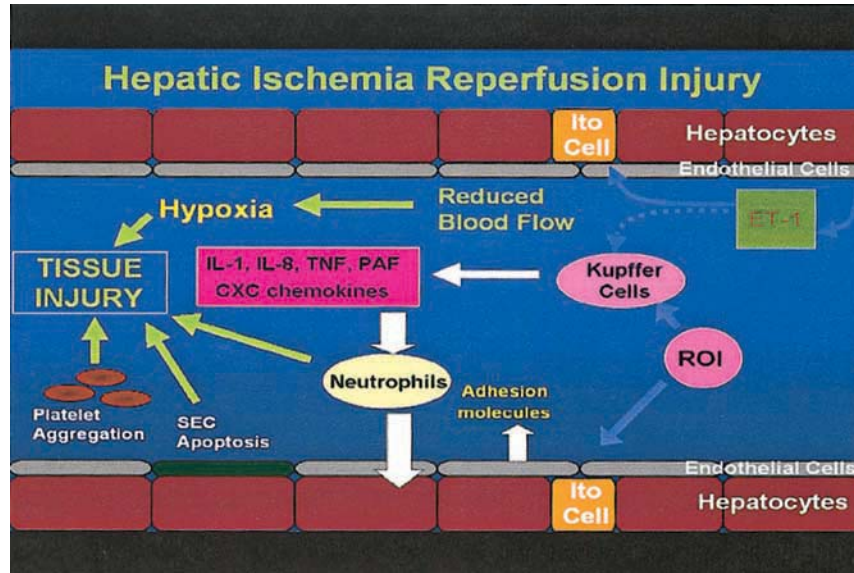 Hepatic Ischemia Reperfusion Injury
Ito
Cell
Hepatocytes
Endothelial Cells
Hypoxia
Reduced
Blood Flow
ET-1
TISSUE
INJURY
IL-1, IL-8, TNF, PAF
CXC chemokines
Kupffer
Cells
ROI
Neutrophils
Adhesion
molecules
Platelet
Aggregation
SEC
Apoptosis
Endothelial Cells
Ito
Cell
Hepatocytes